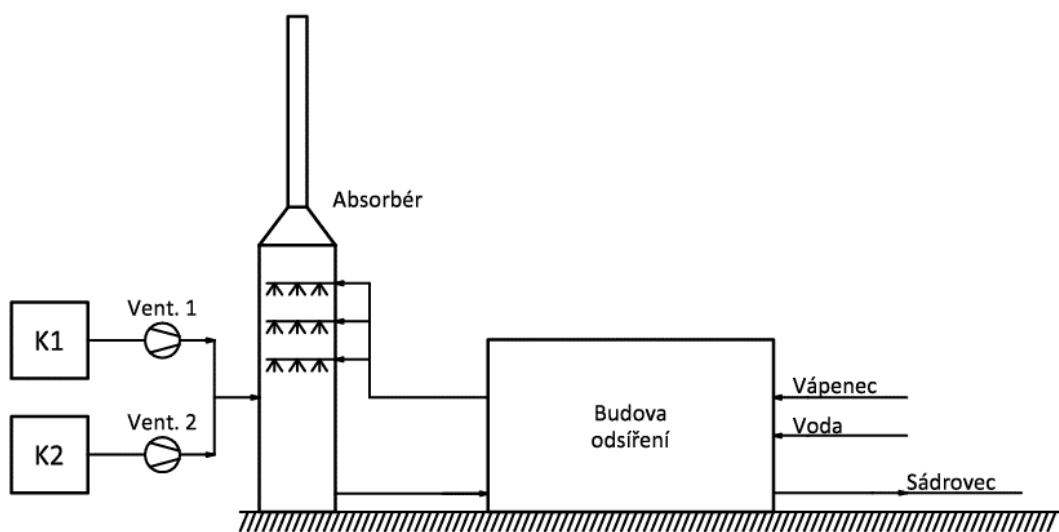 Absorbér
Vent. 1
K1
Vent. 2
K2
Budova
odsíření
Vápenec
Voda
Sádrovec